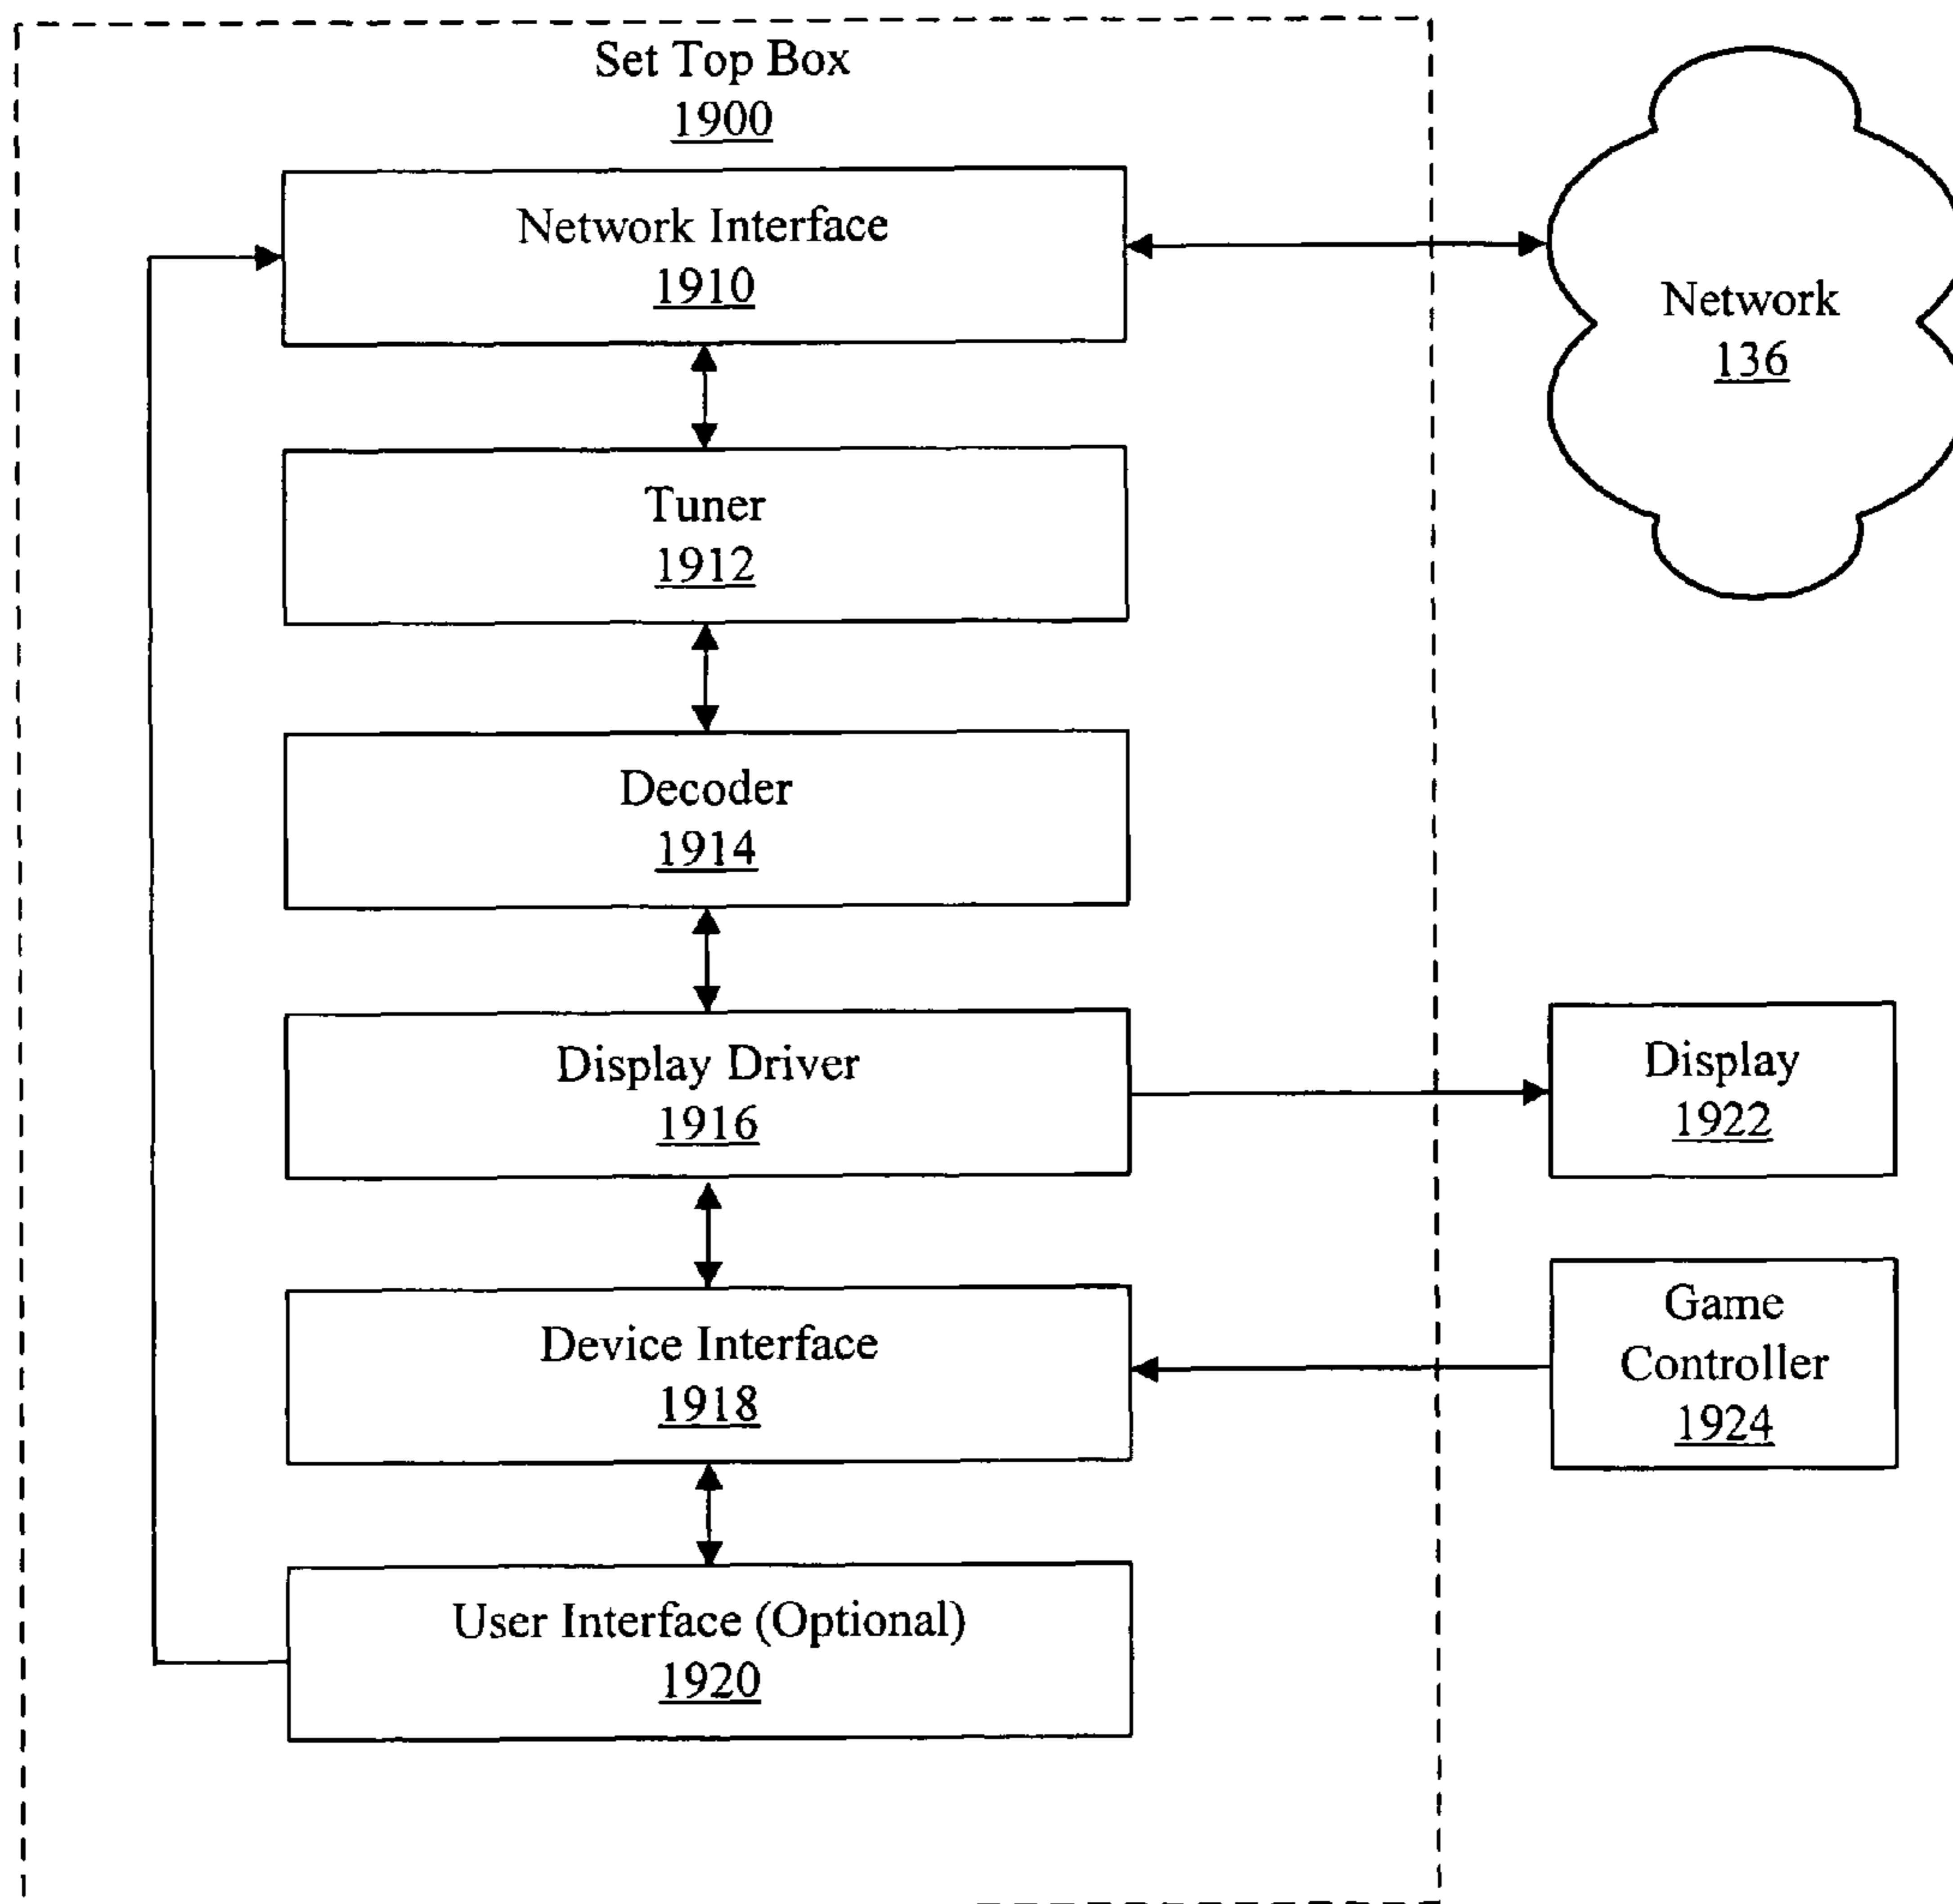 Set Top Box
1900
Network Interface
1910
Network
136
Tuner
1912
Decoder
1914
Display Driver
1916
Display
1922
Device Interface
1918
Game
Controller
1924
User Interface (Optional)
1920